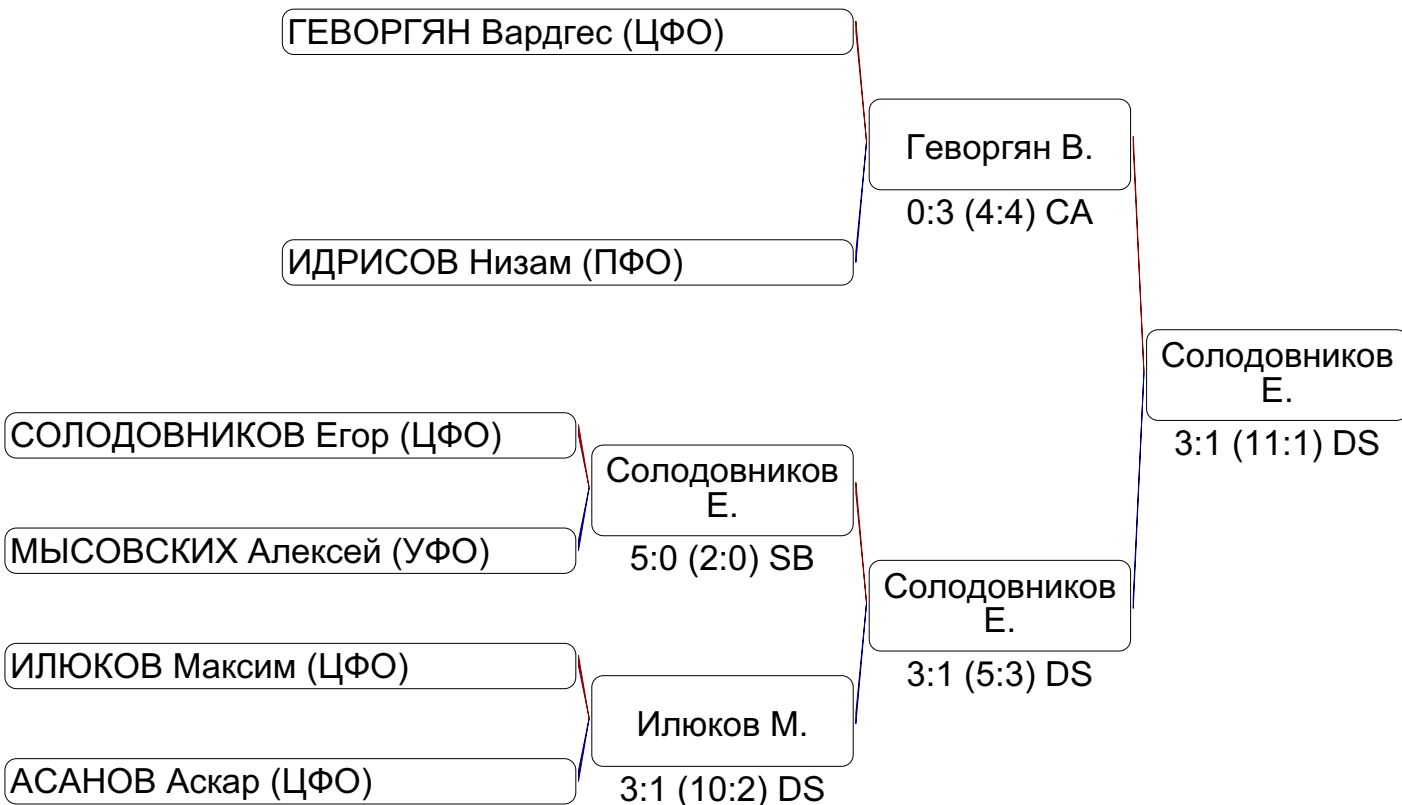 ГЕВОРГЯН Вардгес (ЦФО)
Геворгян В.
0:3 (4:4) CA
ИДРИСОВ Низам (ПФО)
Солодовников
Е.
3:1 (11:1) DS
СОЛОДОВНИКОВ Егор (ЦФО)
Солодовников
Е.
5:0 (2:0) SB
МЫСОВСКИХ Алексей (УФО)
Солодовников
Е.
3:1 (5:3) DS
ИЛЮКОВ Максим (ЦФО)
Илюков М.
3:1 (10:2) DS
АСАНОВ Аскар (ЦФО)